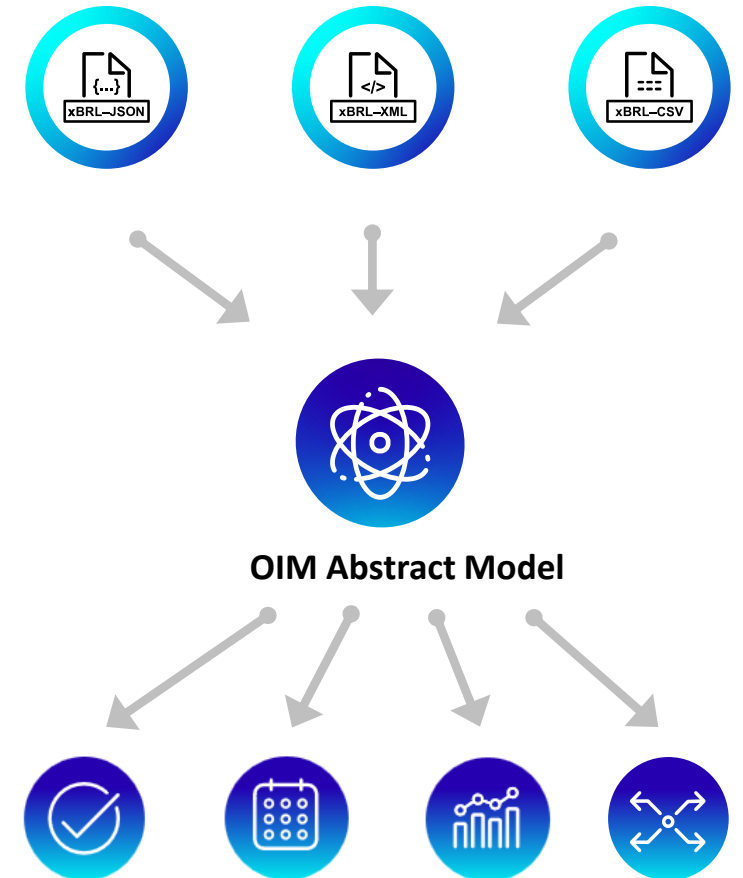 {...}
xBRL–JSON
</>
xBRL–XML
xBRL–CSV
OIM Abstract Model